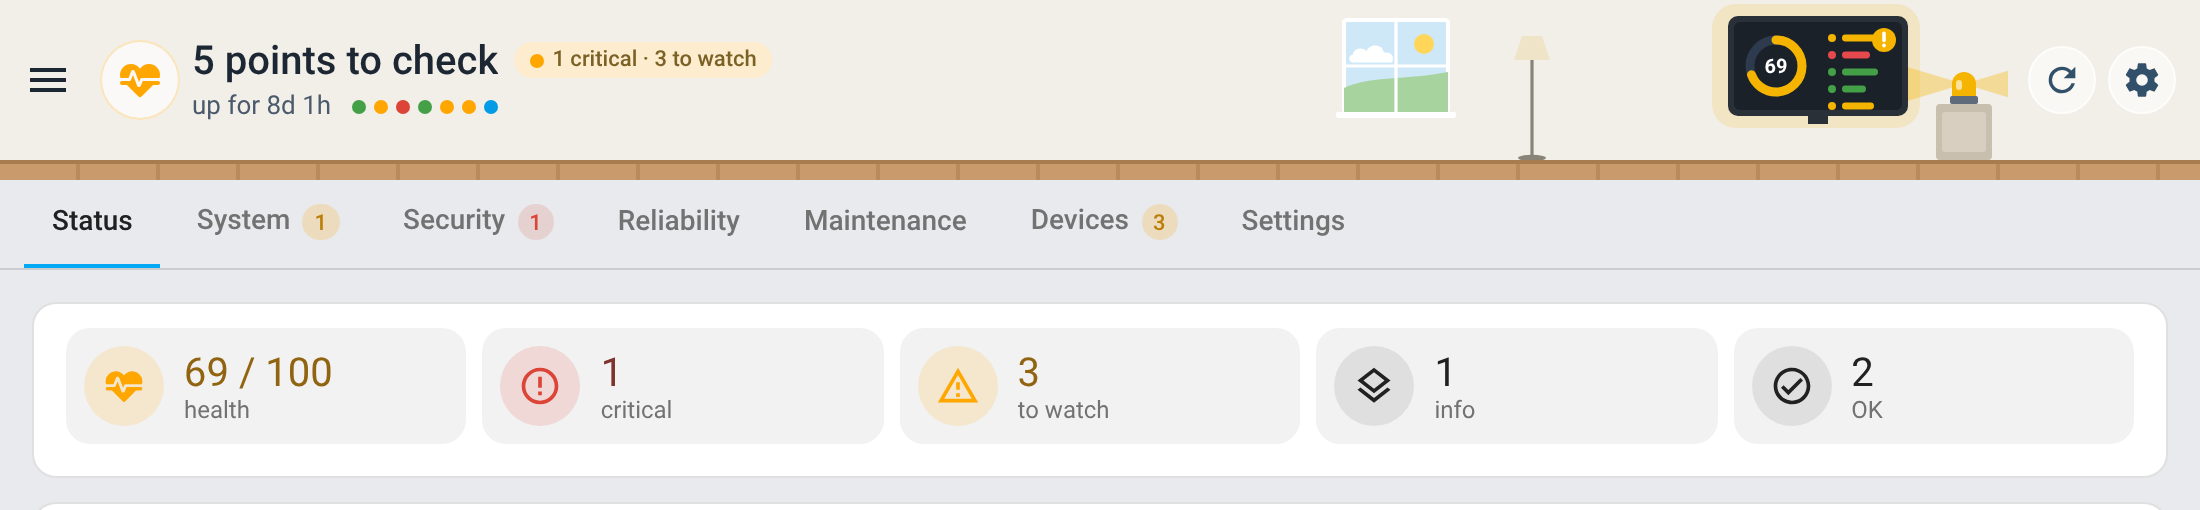 5 points to check
1 critical · 3 to watch
up for 8d 1h
69
Status
System 1
Security 1
Reliability
Maintenance
Devices 3
Settings
69 / 100
health
1
critical
3
to watch
1
info
2
OK